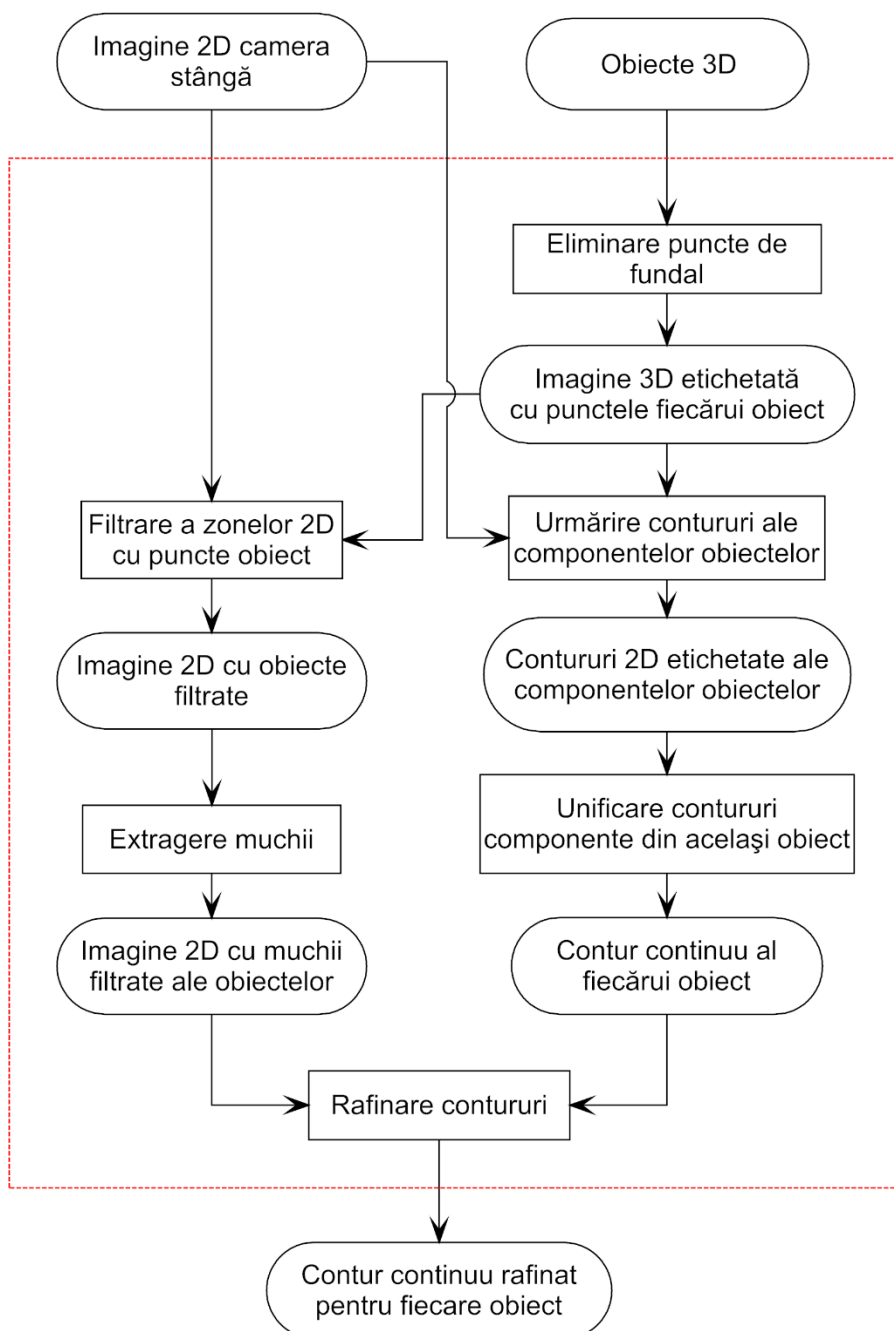 Imagine 2D camera
stângă
Obiecte 3D
Eliminare puncte de
fundal
Imagine 3D etichetată
cu punctele fiecărui obiect
Filtrare a zonelor 2D
cu puncte obiect
Urmărire contururi ale
componentelor obiectelor
Imagine 2D cu obiecte
filtrate
Contururi 2D etichetate ale
componentelor obiectelor
Extragere muchii
Unificare contururi
componente din acelaşi obiect
Imagine 2D cu muchii
filtrate ale obiectelor
Contur continuu al
fiecărui obiect
Rafinare contururi
Contur continuu rafinat
pentru fiecare obiect